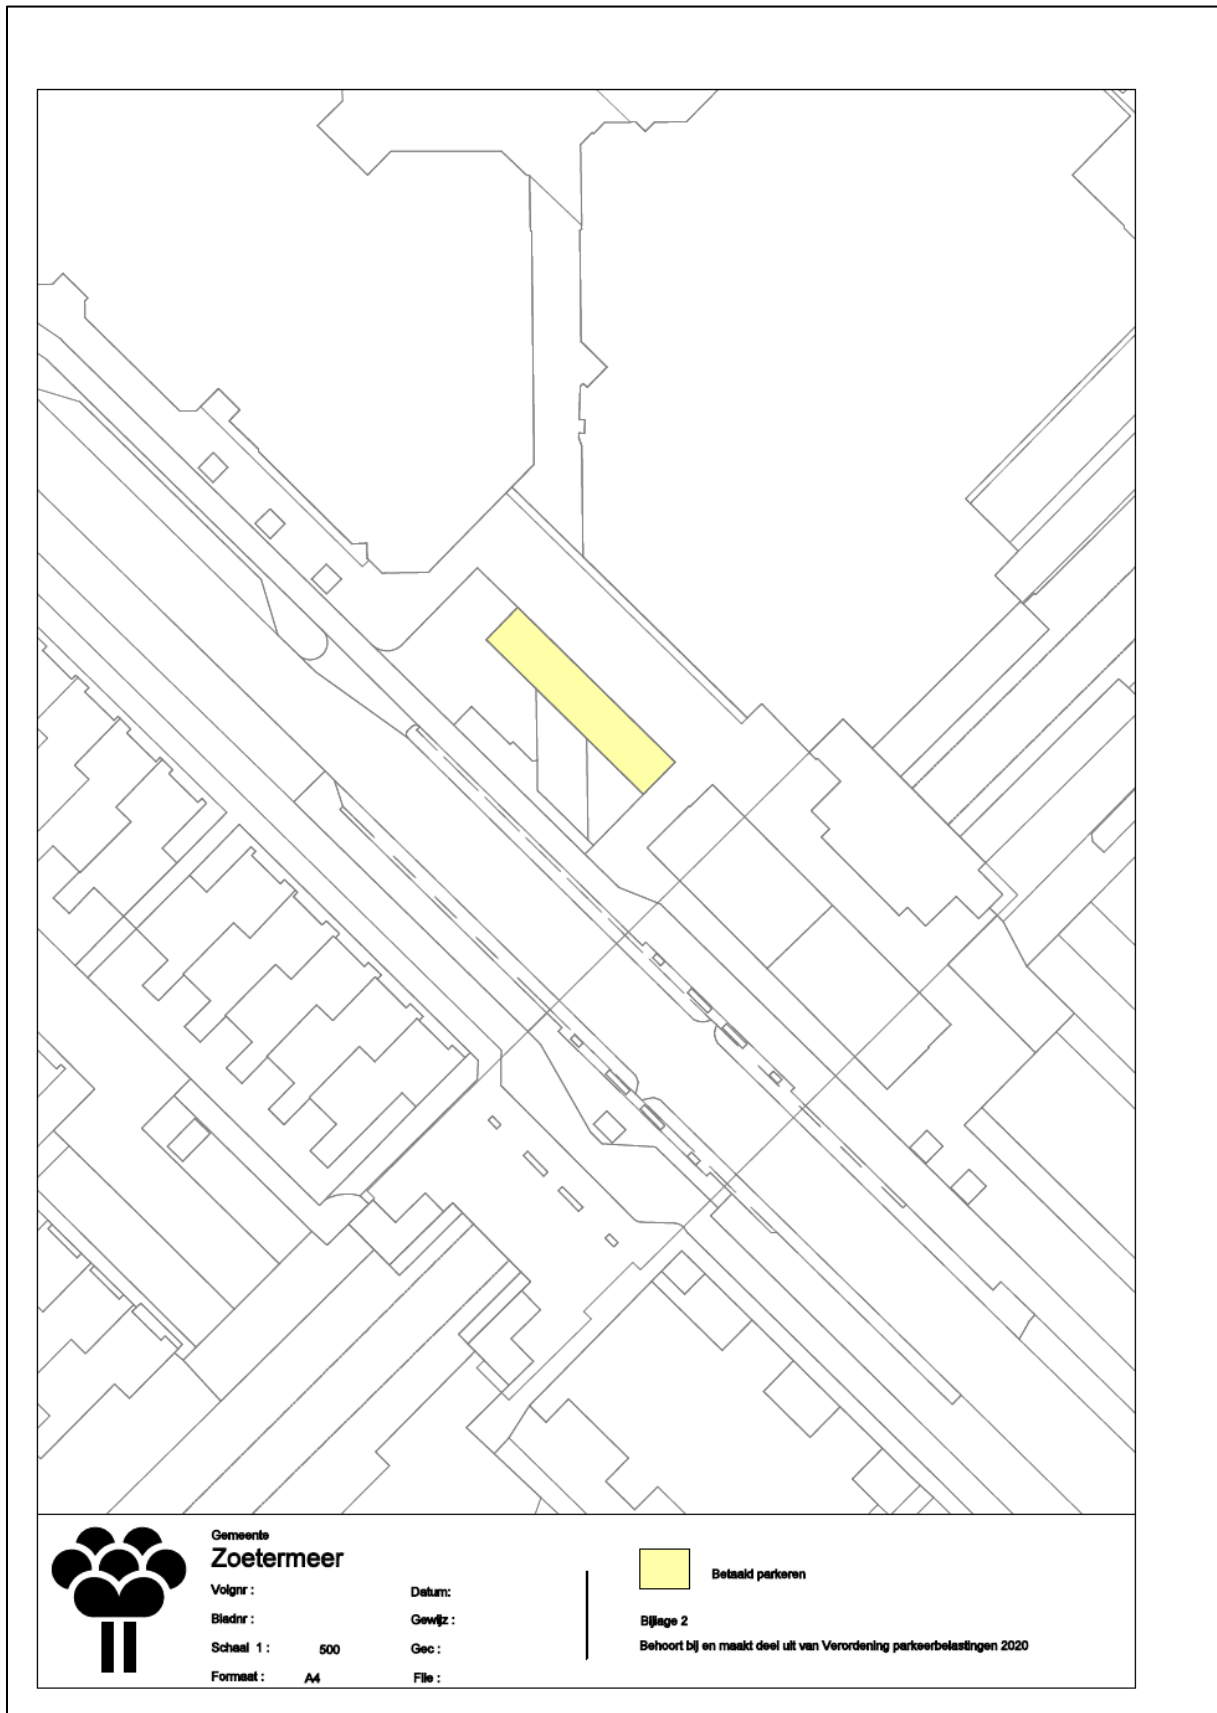 Gemeente
Zoetermeer
Volgnr :
Datum:
Bladnr :
Gewijz :
Schaal 1 : 500
Gec :
Formaat : A4
File :
Betaald parkeren
Bijlage 2
Behoort bij en maakt deel uit van Verordening parkeerbelastingen 2020